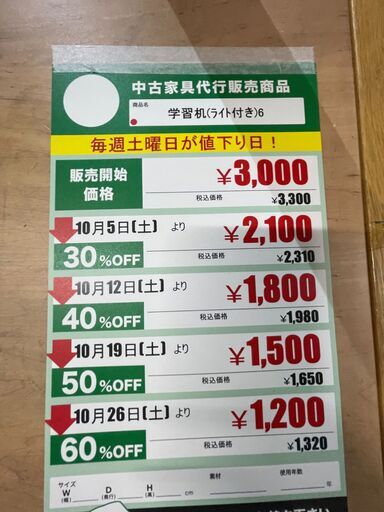 中古家具代行販売商品
商品名
学習机(ライト付き)6
毎週土曜日が値下り日！
販売開始
価格
¥3,000
税込価格 ¥3,300
10月5日(土) より
30%OFF
¥2,100
税込価格 ¥2,310
10月12日(土) より
40%OFF
¥1,800
税込価格 ¥1,980
10月19日(土) より
50%OFF
¥1,500
税込価格 ¥1,650
10月26日(土) より
60%OFF
¥1,200
税込価格 ¥1,320
サイズ 素材 使用年数
W D H
(幅) (奥行) (高) cm 年